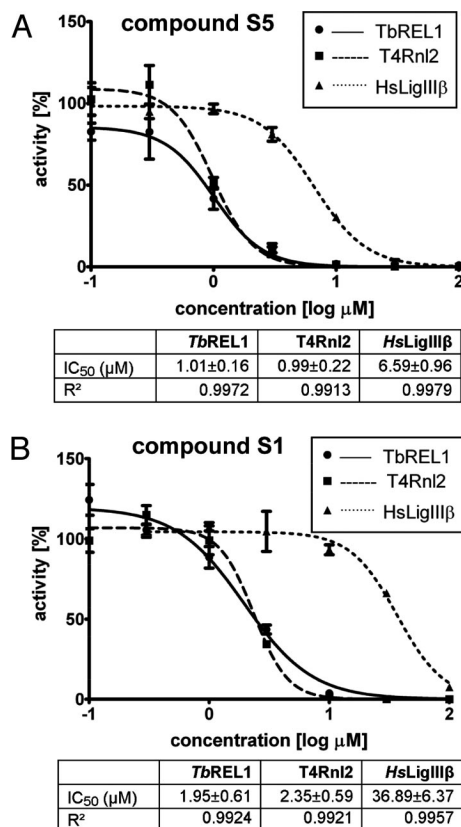 A
compound S5
TbREL1
T4Rnl2
HsLigIIIβ
150
100
50
0
activity [%]
-1 0 1 2
concentration [log μM]
TbREL1 T4Rnl2 HsLigIIIβ
IC50 (μM) 1.01±0.16 0.99±0.22 6.59±0.96
R² 0.9972 0.9913 0.9979
B
compound S1
TbREL1
T4Rnl2
HsLigIIIβ
150
100
50
0
activity [%]
-1 0 1 2
concentration [log μM]
TbREL1 T4Rnl2 HsLigIIIβ
IC50 (μM) 1.95±0.61 2.35±0.59 36.89±6.37
R² 0.9924 0.9921 0.9957